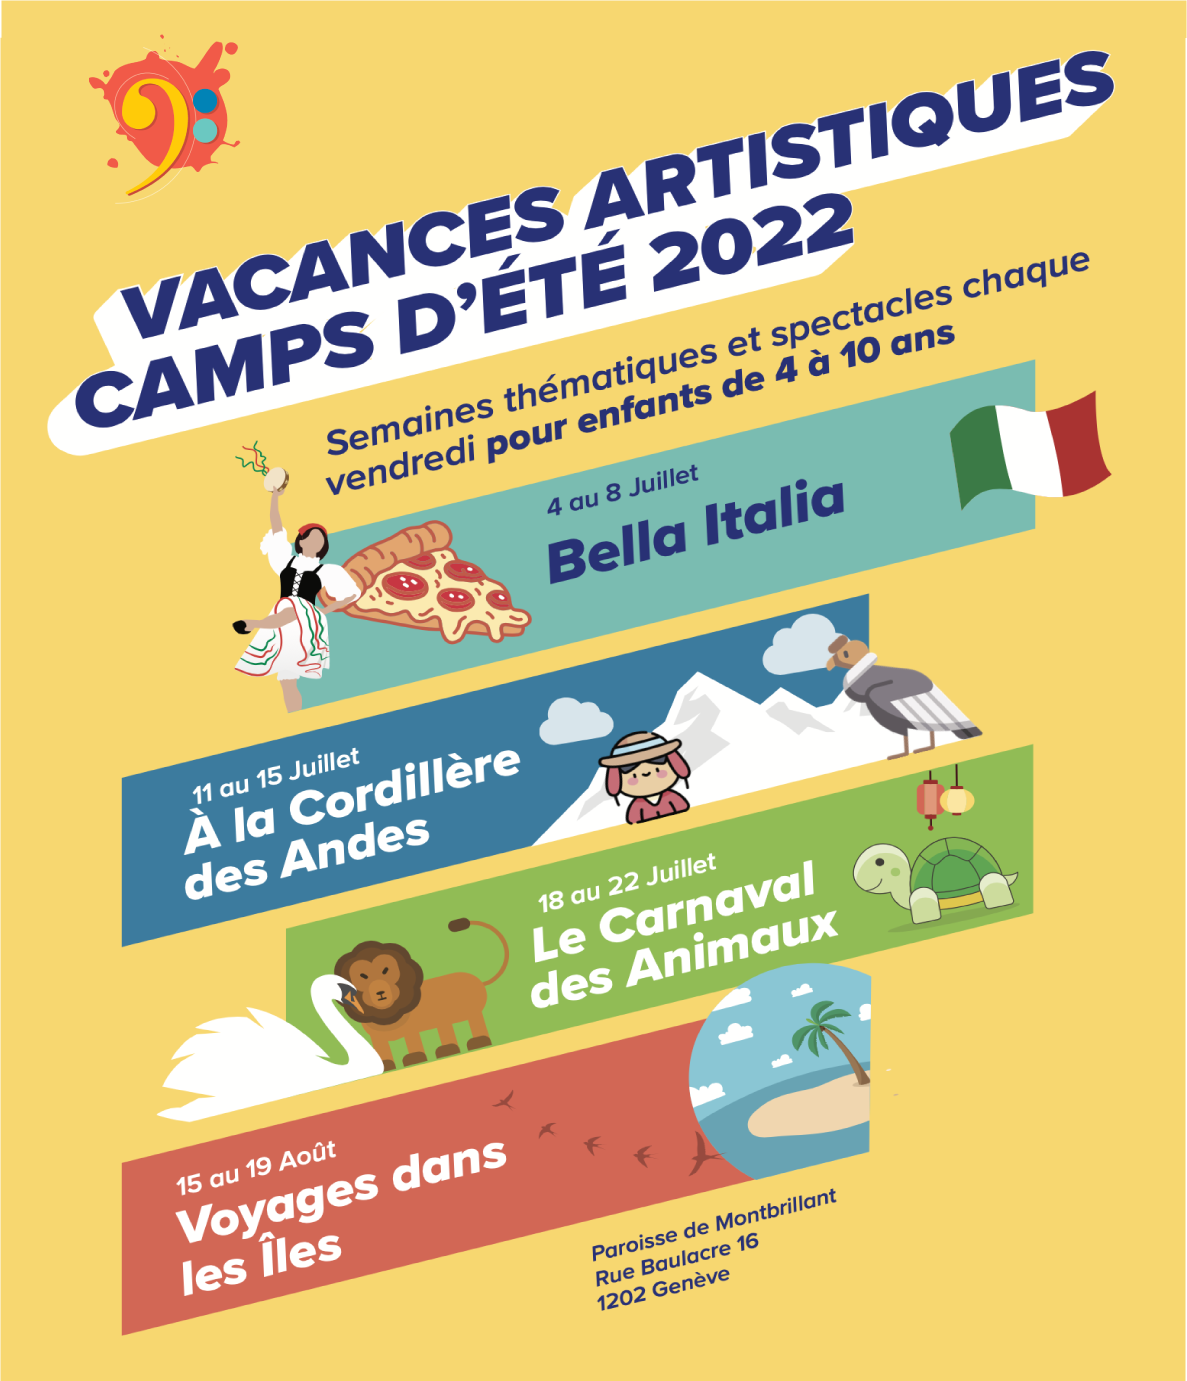 VACANCES ARTISTIQUES
CAMPS D'ÉTÉ 2022
Semaines thématiques et spectacles chaque
vendredi pour enfants de 4 à 10 ans
4 au 8 Juillet
Bella Italia
11 au 15 Juillet
À la Cordillère
des Andes
18 au 22 Juillet
Le Carnaval
des Animaux
15 au 19 Août
Voyages dans
les Îles
Paroisse de Montbrillant
Rue Baulacre 16
1202 Genève